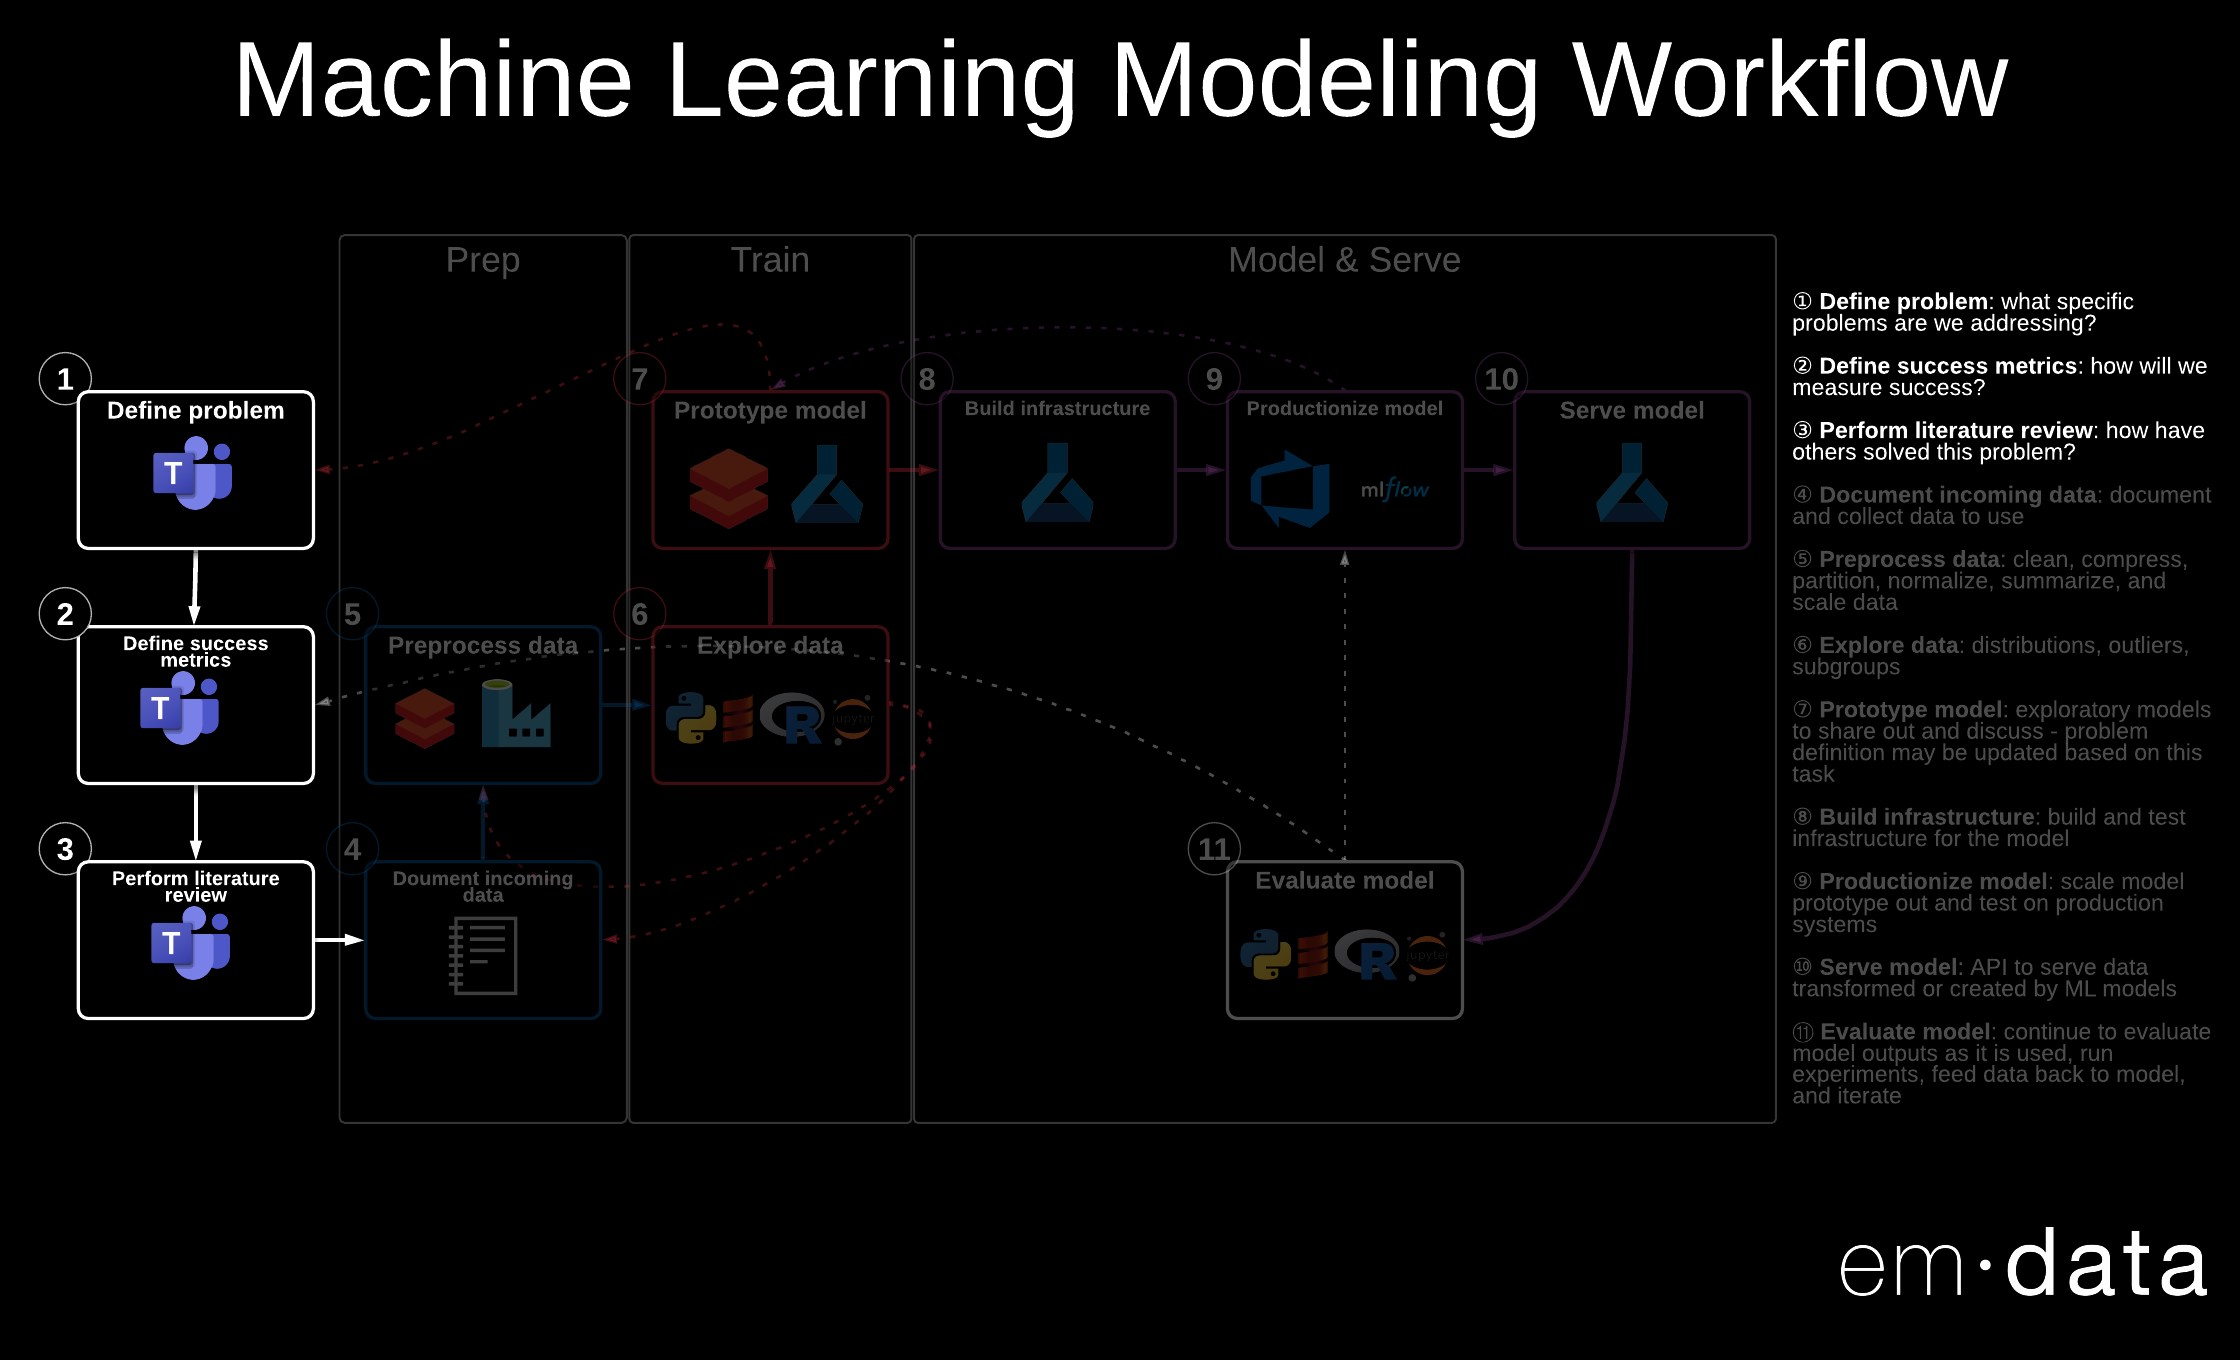 Machine Learning Modeling Workflow
Prep
Train
Model & Serve
1
Define problem
T
2
Define success
metrics
T
3
Perform literature
review
T
4
Doument incoming
data
5
Preprocess data
6
Explore data
R
jupyter
7
Prototype model
8
Build infrastructure
9
Productionize model
mlflow
10
Serve model
11
Evaluate model
R
jupyter
① Define problem: what specific
problems are we addressing?
② Define success metrics: how will we
measure success?
③ Perform literature review: how have
others solved this problem?
④ Document incoming data: document
and collect data to use
⑤ Preprocess data: clean, compress,
partition, normalize, summarize, and
scale data
⑥ Explore data: distributions, outliers,
subgroups
⑦ Prototype model: exploratory models
to share out and discuss - problem
definition may be updated based on this
task
⑧ Build infrastructure: build and test
infrastructure for the model
⑨ Productionize model: scale model
prototype out and test on production
systems
⑩ Serve model: API to serve data
transformed or created by ML models
⑪ Evaluate model: continue to evaluate
model outputs as it is used, run
experiments, feed data back to model,
and iterate
em·data